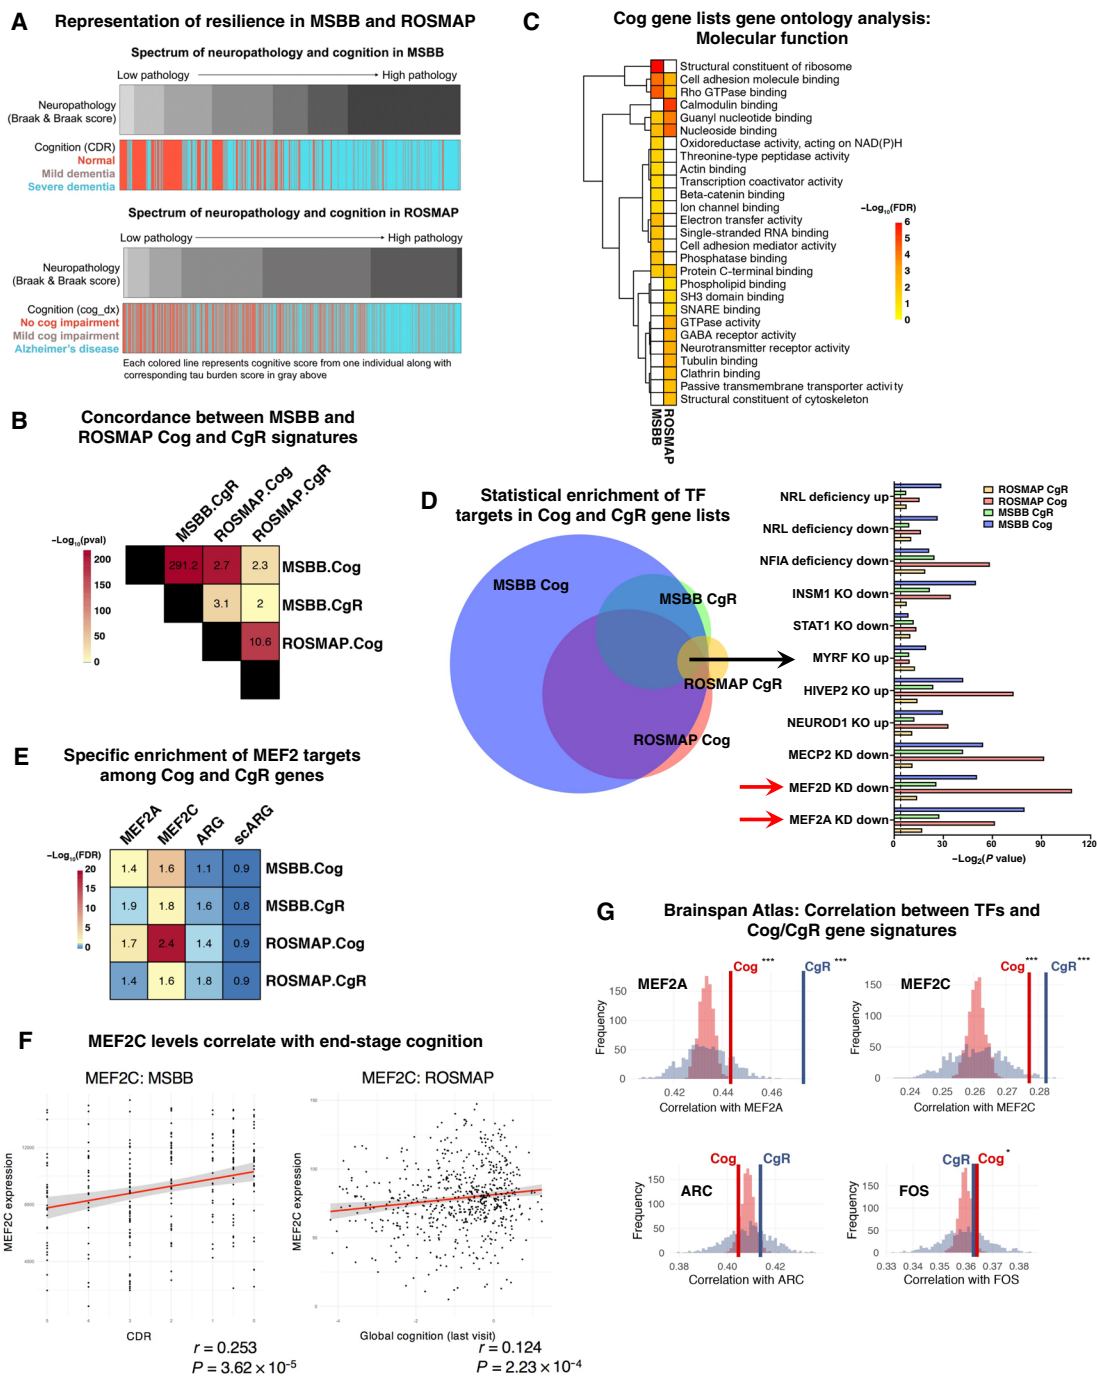 A
Representation of resilience in MSBB and ROSMAP
Spectrum of neuropathology and cognition in MSBB
Low pathology
High pathology
Neuropathology
(Braak & Braak score)
Cognition (CDR)
Normal
Mild dementia
Severe dementia
Spectrum of neuropathology and cognition in ROSMAP
Low pathology
High pathology
Neuropathology
(Braak & Braak score)
Cognition (cog_dx)
No cog impairment
Mild cog impairment
Alzheimer's disease
Each colored line represents cognitive score from one individual along with
corresponding tau burden score in gray above
B
Concordance between MSBB and
ROSMAP Cog and CgR signatures
MSBB.CgR
ROSMAP.Cog
ROSMAP.CgR
−Log10(pval)
200
150
100
50
0
291.2 2.7 2.3 MSBB.Cog
3.1 2 MSBB.CgR
10.6 ROSMAP.Cog
C
Cog gene lists gene ontology analysis:
Molecular function
Structural constituent of ribosome
Cell adhesion molecule binding
Rho GTPase binding
Calmodulin binding
Guanyl nucleotide binding
Nucleoside binding
Oxidoreductase activity, acting on NAD(P)H
Threonine-type peptidase activity
Actin binding
Transcription coactivator activity
Beta-catenin binding
Ion channel binding
Electron transfer activity
Single-stranded RNA binding
Cell adhesion mediator activity
Phosphatase binding
Protein C-terminal binding
Phospholipid binding
SH3 domain binding
SNARE binding
GTPase activity
GABA receptor activity
Neurotransmitter receptor activity
Tubulin binding
Clathrin binding
Passive transmembrane transporter activity
Structural constituent of cytoskeleton
MSBB
ROSMAP
−Log10(FDR)
6
5
4
3
2
1
0
D
Statistical enrichment of TF
targets in Cog and CgR gene lists
MSBB Cog
MSBB CgR
ROSMAP CgR
ROSMAP Cog
NRL deficiency up
NRL deficiency down
NFIA deficiency down
INSM1 KO down
STAT1 KO down
MYRF KO up
HIVEP2 KO up
NEUROD1 KO up
MECP2 KD down
MEF2D KD down
MEF2A KD down
ROSMAP CgR
ROSMAP Cog
MSBB CgR
MSBB Cog
0 30 60 90 120
−Log2(P value)
E
Specific enrichment of MEF2 targets
among Cog and CgR genes
MEF2A
MEF2C
ARG
scARG
−Log10(FDR)
20
15
10
5
0
1.4 1.6 1.1 0.9 MSBB.Cog
1.9 1.8 1.6 0.8 MSBB.CgR
1.7 2.4 1.4 0.9 ROSMAP.Cog
1.4 1.6 1.8 0.9 ROSMAP.CgR
F
MEF2C levels correlate with end-stage cognition
MEF2C: MSBB
MEF2C expression
CDR
r = 0.253
P = 3.62 × 10−5
MEF2C: ROSMAP
MEF2C expression
Global cognition (last visit)
r = 0.124
P = 2.23 × 10−4
G
Brainspan Atlas: Correlation between TFs and
Cog/CgR gene signatures
MEF2A
Cog ***
CgR ***
Frequency
150
100
50
0
0.42 0.44 0.46
Correlation with MEF2A
MEF2C
Cog ***
CgR ***
Frequency
150
100
50
0
0.24 0.25 0.26 0.27 0.28
Correlation with MEF2C
ARC
Cog
CgR
Frequency
150
100
50
0
0.38 0.40 0.42
Correlation with ARC
FOS
CgR
Cog *
Frequency
150
100
50
0
0.33 0.34 0.35 0.36 0.37 0.38
Correlation with FOS